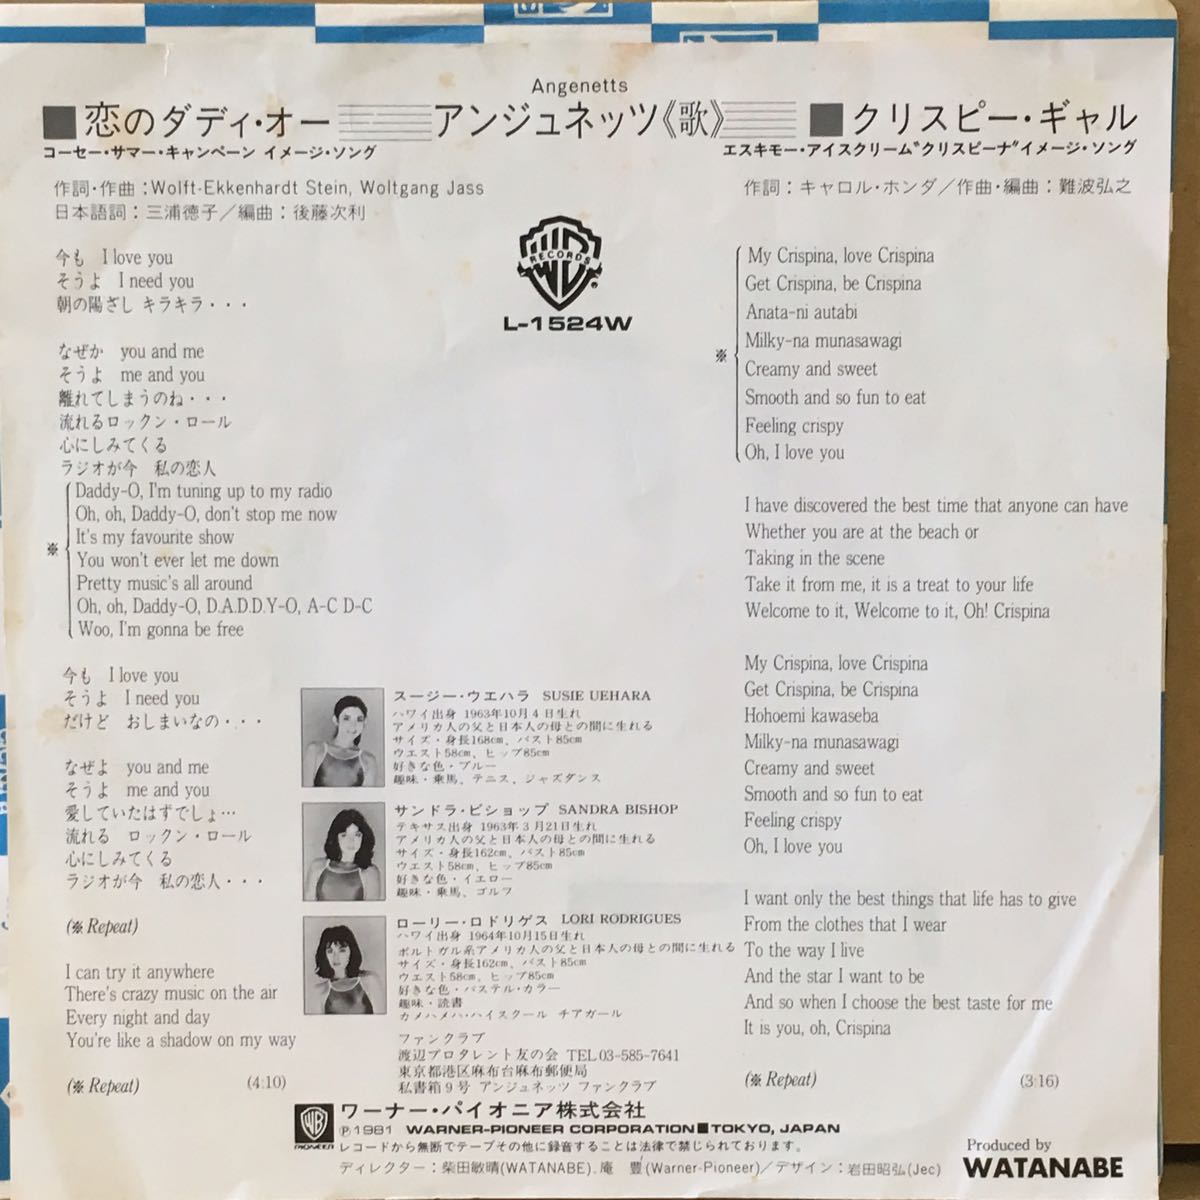 Angenetts
■恋のダディ・オー アンジュネッツ《歌》 ■クリスピー・ギャル
コーセー・サマー・キャンペーン イメージ・ソング
エスキモー・アイスクリーム“クリスピーナ”イメージ・ソング
作詞・作曲：Wolft-Ekkenhardt Stein, Woltgang Jass
日本語詞：三浦徳子／編曲：後藤次利
今も I love you
そうよ I need you
朝の陽ざし キラキラ・・・
なぜか you and me
そうよ me and you
離れてしまうのね・・・
流れるロックン・ロール
心にしみてくる
ラジオが今 私の恋人
※
Daddy-O, I'm tuning up to my radio
Oh, oh, Daddy-O, don't stop me now
It's my favourite show
You won't ever let me down
Pretty music's all around
Oh, oh, Daddy-O, D.A.D.D.Y-O, A-C D-C
Woo, I'm gonna be free
今も I love you
そうよ I need you
だけど おしまいなの・・・
なぜよ you and me
そうよ me and you
愛していたはずでしょ…
流れる ロックン・ロール
心にしみてくる
ラジオが今 私の恋人・・・
(※ Repeat)
I can try it anywhere
There's crazy music on the air
Every night and day
You're like a shadow on my way
(※ Repeat) (4:10)
WB
RECORDS
L-1524W
スージー・ウエハラ SUSIE UEHARA
ハワイ出身 1963年10月4日生れ
アメリカ人の父と日本人の母との間に生れる
サイズ・身長168cm、バスト85cm
ウエスト58cm、ヒップ85cm
好きな色・ブルー
趣味・乗馬、テニス、ジャズダンス
サンドラ・ビショップ SANDRA BISHOP
テキサス出身 1963年3月21日生れ
アメリカ人の父と日本人の母との間に生れる
サイズ・身長162cm、バスト85cm
ウエスト58cm、ヒップ85cm
好きな色・イエロー
趣味・乗馬、ゴルフ
ローリー・ロドリゲス LORI RODRIGUES
ハワイ出身 1964年10月15日生れ
ポルトガル系アメリカ人の父と日本人の母との間に生れる
サイズ・身長162cm、バスト85cm
ウエスト58cm、ヒップ85cm
好きな色・パステル・カラー
趣味・読書
カメハメハ・ハイスクール チアガール
ファンクラブ
渡辺プロタレント友の会 TEL03-585-7641
東京都港区麻布台麻布郵便局
私書箱9号 アンジュネッツ ファンクラブ
作詞：キャロル・ホンダ／作曲・編曲：難波弘之
※
My Crispina, love Crispina
Get Crispina, be Crispina
Anata-ni autabi
Milky-na munasawagi
Creamy and sweet
Smooth and so fun to eat
Feeling crispy
Oh, I love you
I have discovered the best time that anyone can have
Whether you are at the beach or
Taking in the scene
Take it from me, it is a treat to your life
Welcome to it, Welcome to it, Oh! Crispina
My Crispina, love Crispina
Get Crispina, be Crispina
Hohoemi kawaseba
Milky-na munasawagi
Creamy and sweet
Smooth and so fun to eat
Feeling crispy
Oh, I love you
I want only the best things that life has to give
From the clothes that I wear
To the way I live
And the star I want to be
And so when I choose the best taste for me
It is you, oh, Crispina
(※ Repeat) (3:16)
WB
PIONEER
ワーナー・パイオニア株式会社
Ⓟ1981 WARNER-PIONEER CORPORATION■TOKYO, JAPAN
レコードから無断でテープその他に録音することは法律で禁じられております。
ディレクター：柴田敏晴(WATANABE), 庵 豊(Warner-Pioneer)／デザイン：岩田昭弘(Jec)
Produced by
WATANABE